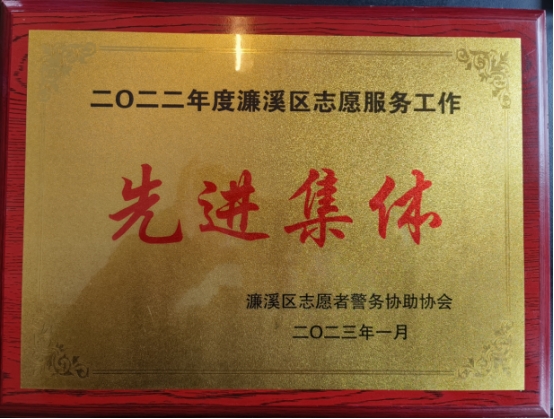 二〇二二年度濂溪区志愿服务工作
先进集体
濂溪区志愿者警务协助协会
二〇二三年一月